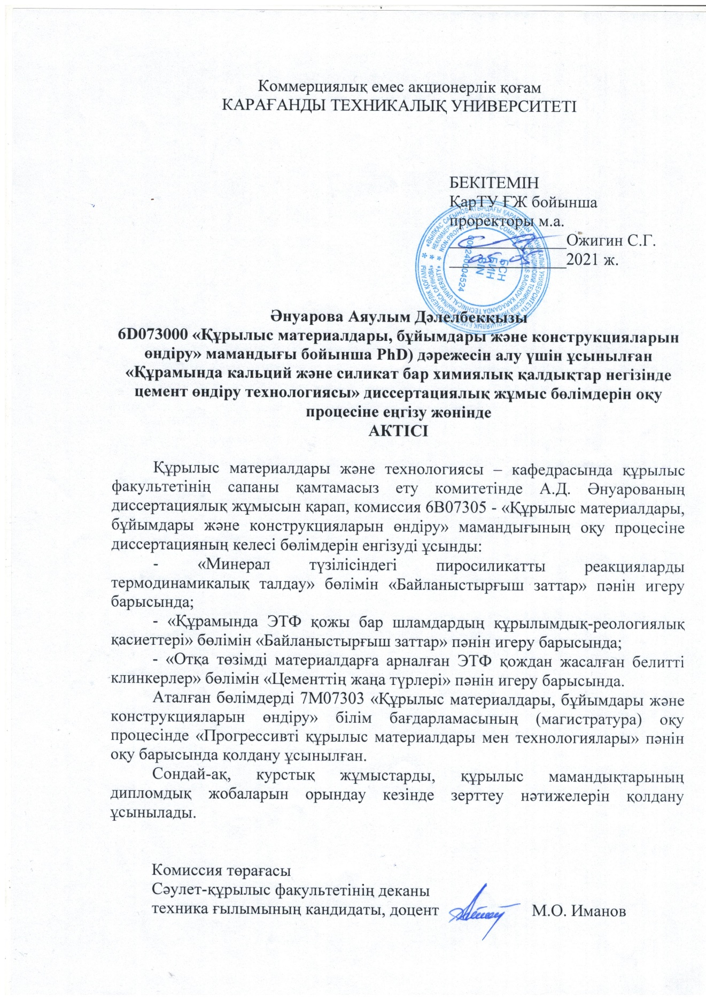 Коммерциялық емес акционерлік қоғам
КАРАҒАНДЫ ТЕХНИКАЛЫҚ УНИВЕРСИТЕТІ
БЕКІТЕМІН
ҚарТУ ҒЖ бойынша
проректоры м.а.
Ожигин С.Г.
2021 ж.
БСН
БИН
BIN
000240004524
Әнуарова Аяулым Дәлелбекқызы
6D073000 «Құрылыс материалдары, бұйымдары және конструкцияларын
өндіру» мамандығы бойынша PhD) дәрежесін алу үшін ұсынылған
«Құрамында кальций және силикат бар химиялық қалдықтар негізінде
цемент өндіру технологиясы» диссертациялық жұмыс бөлімдерін оқу
процесіне еңгізу жөнінде
АКТІСІ
Құрылыс материалдары және технологиясы – кафедрасында құрылыс
факультетінің сапаны қамтамасыз ету комитетінде А.Д. Әнуарованың
диссертациялық жұмысын қарап, комиссия 6В07305 - «Құрылыс материалдары,
бұйымдары және конструкцияларын өндіру» мамандығының оқу процесіне
диссертацияның келесі бөлімдерін енгізуді ұсынды:
- «Минерал түзілісіндегі пиросиликатты реакцияларды
термодинамикалық талдау» бөлімін «Байланыстырғыш заттар» пәнін игеру
барысында;
- «Құрамында ЭТФ қожы бар шламдардың құрылымдық-реологиялық
қасиеттері» бөлімін «Байланыстырғыш заттар» пәнін игеру барысында;
- «Отқа төзімді материалдарға арналған ЭТФ қождан жасалған белитті
клинкерлер» бөлімін «Цементтің жаңа түрлері» пәнін игеру барысында.
Аталған бөлімдерді 7М07303 «Құрылыс материалдары, бұйымдары және
конструкцияларын өндіру» білім бағдарламасының (магистратура) оқу
процесінде «Прогрессивті құрылыс материалдары мен технологиялары» пәнін
оқу барысында қолдану ұсынылған.
Сондай-ақ, курстық жұмыстарды, құрылыс мамандықтарының
дипломдық жобаларын орындау кезінде зерттеу нәтижелерін қолдану
ұсынылады.
Комиссия төрағасы
Сәулет-құрылыс факультетінің деканы
техника ғылымының кандидаты, доцент М.О. Иманов